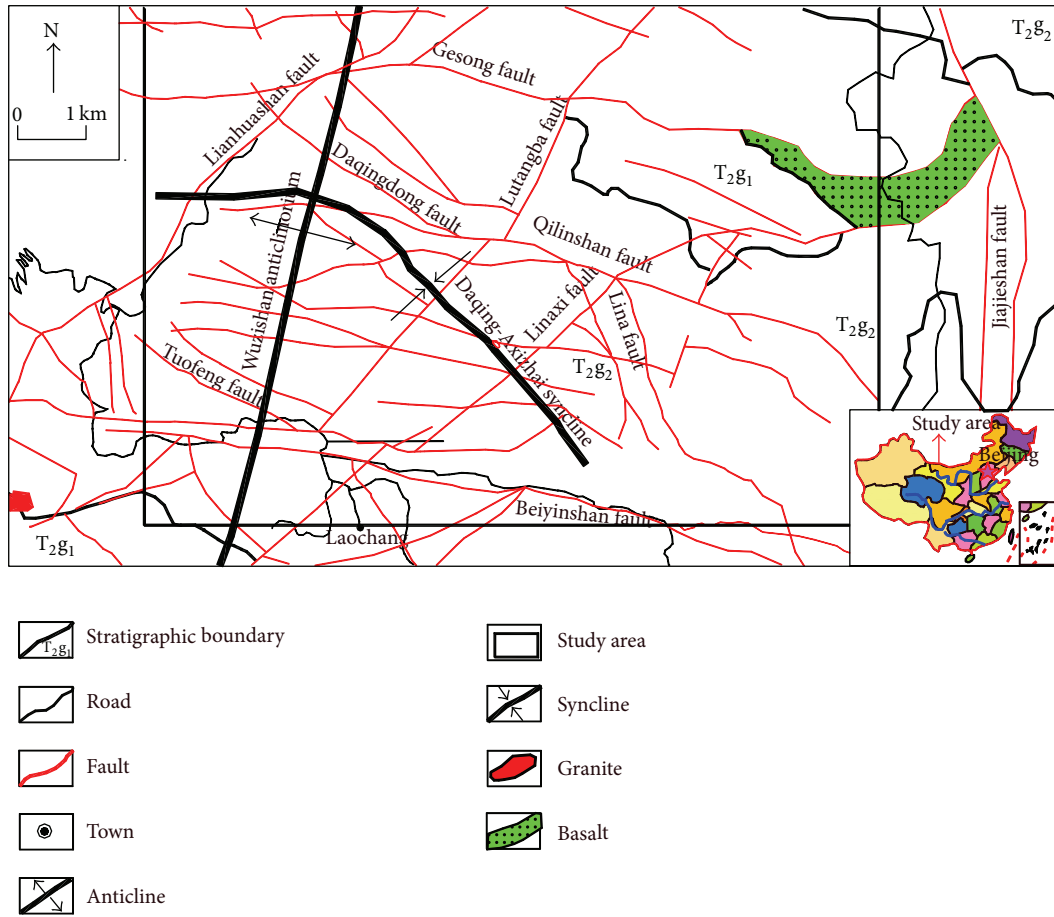 N
0 1 km
T2g2
Gesong fault
Lianhuashan fault
Lutangba fault
Daqingdong fault
T2g1
Qilinshan fault
Wuzishan anticlinorium
Jiajieshan fault
Daqing-Axizhai syncline
Linaxi fault
Lina fault
T2g2
T2g2
Tuofeng fault
Study area
Beijing
Beiyinshan fault
Laochang
T2g1
T2g1
Stratigraphic boundary
Study area
Road
Syncline
Fault
Granite
Town
Basalt
Anticline